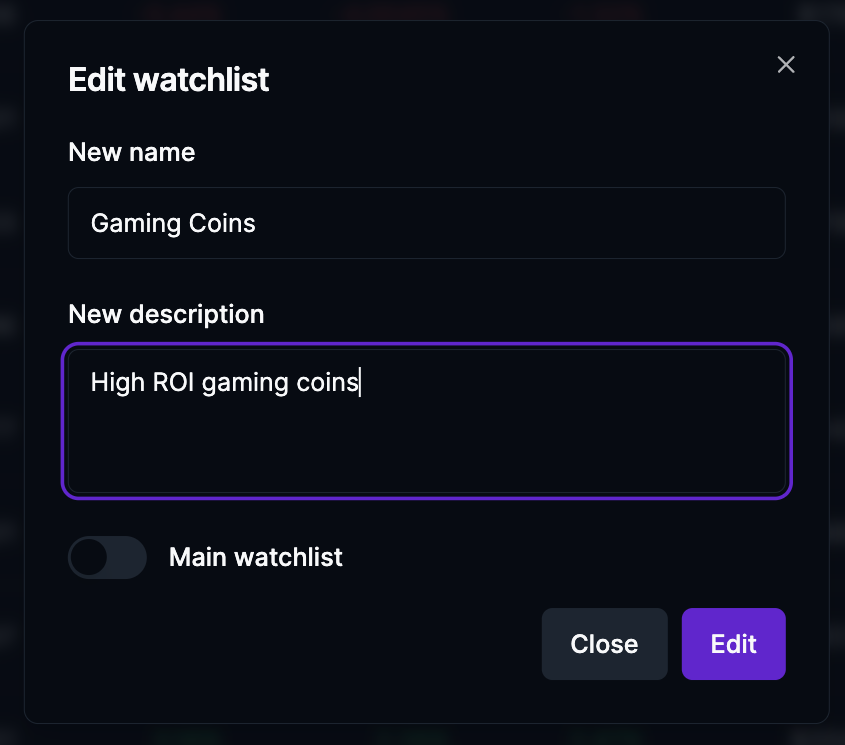 Edit watchlist
New name
Gaming Coins
New description
High ROI gaming coins
Main watchlist
Close
Edit